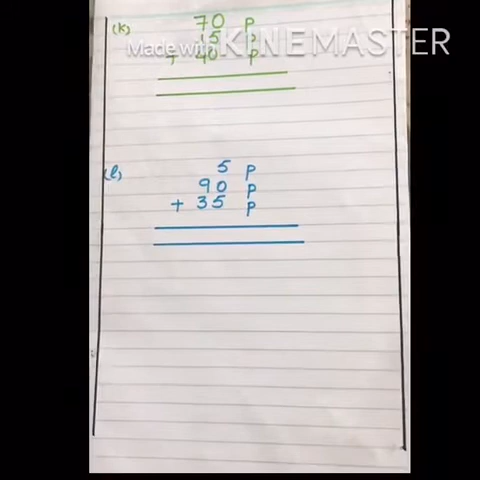 (K) 70 p
15 p
+ 40 p
Made with KINEMASTER
(l) 5 p
90 p
+ 35 p